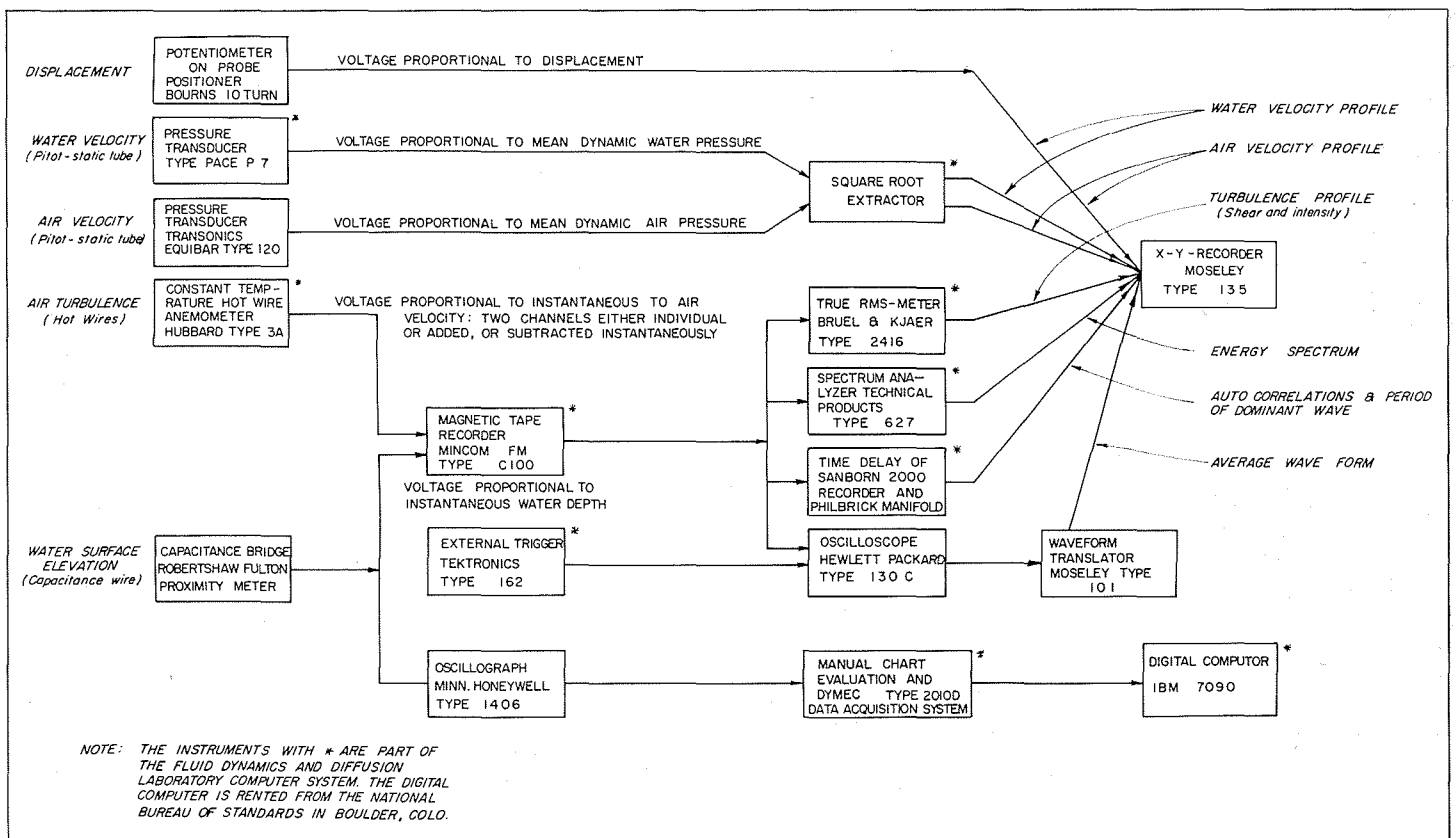 DISPLACEMENT
POTENTIOMETER
ON PROBE
POSITIONER
BOURNS 10 TURN
VOLTAGE PROPORTIONAL TO DISPLACEMENT
WATER VELOCITY
(Pitot-static tube)
PRESSURE
TRANSDUCER
TYPE PACE P 7
*
VOLTAGE PROPORTIONAL TO MEAN DYNAMIC WATER PRESSURE
AIR VELOCITY
(Pitot-static tube)
PRESSURE
TRANSDUCER
TRANSONICS
EQUIBAR TYPE 120
VOLTAGE PROPORTIONAL TO MEAN DYNAMIC AIR PRESSURE
SQUARE ROOT
EXTRACTOR
*
WATER VELOCITY PROFILE
AIR VELOCITY PROFILE
TURBULENCE PROFILE
(Shear and intensity)
X-Y-RECORDER
MOSELEY
TYPE 135
AIR TURBULENCE
(Hot Wires)
CONSTANT TEMP-
RATURE HOT WIRE
ANEMOMETER
HUBBARD TYPE 3A
*
VOLTAGE PROPORTIONAL TO INSTANTANEOUS TO AIR
VELOCITY: TWO CHANNELS EITHER INDIVIDUAL
OR ADDED, OR SUBTRACTED INSTANTANEOUSLY
TRUE RMS-METER
BRUEL & KJAER
TYPE 2416
*
ENERGY SPECTRUM
SPECTRUM ANA-
LYZER TECHNICAL
PRODUCTS
TYPE 627
*
AUTO CORRELATIONS & PERIOD
OF DOMINANT WAVE
MAGNETIC TAPE
RECORDER
MINCOM FM
TYPE C100
*
VOLTAGE PROPORTIONAL TO
INSTANTANEOUS WATER DEPTH
TIME DELAY OF
SANBORN 2000
RECORDER AND
PHILBRICK MANIFOLD
*
AVERAGE WAVE FORM
WATER SURFACE
ELEVATION
(Capacitance wire)
CAPACITANCE BRIDGE
ROBERTSHAW FULTON
PROXIMITY METER
EXTERNAL TRIGGER
TEKTRONICS
TYPE 162
*
OSCILLOSCOPE
HEWLETT PACKARD
TYPE 130 C
WAVEFORM
TRANSLATOR
MOSELEY TYPE
101
OSCILLOGRAPH
MINN. HONEYWELL
TYPE 1406
MANUAL CHART
EVALUATION AND
DYMEC TYPE 2010D
DATA ACQUISITION SYSTEM
*
DIGITAL COMPUTOR
IBM 7090
*
NOTE: THE INSTRUMENTS WITH * ARE PART OF
THE FLUID DYNAMICS AND DIFFUSION
LABORATORY COMPUTER SYSTEM. THE DIGITAL
COMPUTER IS RENTED FROM THE NATIONAL
BUREAU OF STANDARDS IN BOULDER, COLO.